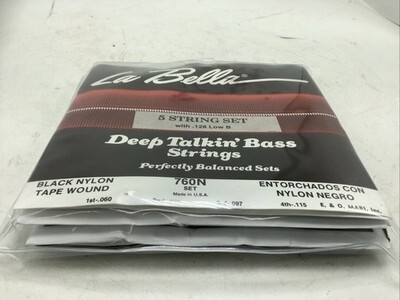 La Bella®
5 STRING SET
with .128 Low B
Deep Talkin' Bass
Strings
Perfectly Balanced Sets
BLACK NYLON
TAPE WOUND
760N
SET
Made in U.S.A.
ENTORCHADOS CON
NYLON NEGRO
1st-.060
.097
4th-.115
E. & O. MARI, Inc.